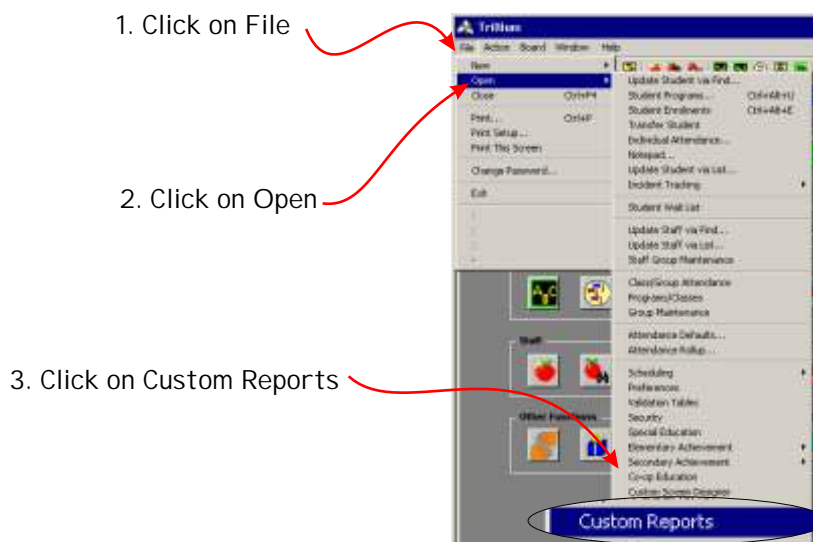 1. Click on File
Trillium
File Action Board Window Help
New
Open
Close Ctrl+F4
Print... Ctrl+P
Print Setup...
Print This Screen
Change Password...
Exit
2. Click on Open
Update Student via Find...
Student Programs... Ctrl+Alt+U
Student Enrolments Ctrl+Alt+E
Transfer Student
Individual Attendance...
Notepad...
Update Student via List...
Incident Tracking
Student Wait List
Update Staff via Find...
Update Staff via List...
Staff Group Maintenance
Class/Group Attendance
Programs/Classes
Group Maintenance
Attendance Defaults...
Attendance Rollup...
Scheduling
Preferences
Validation Tables
Security
Special Education
Elementary Achievement
Secondary Achievement
Co-op Education
Custom Screen Designer
Custom Reports
Staff
3. Click on Custom Reports
Other Functions